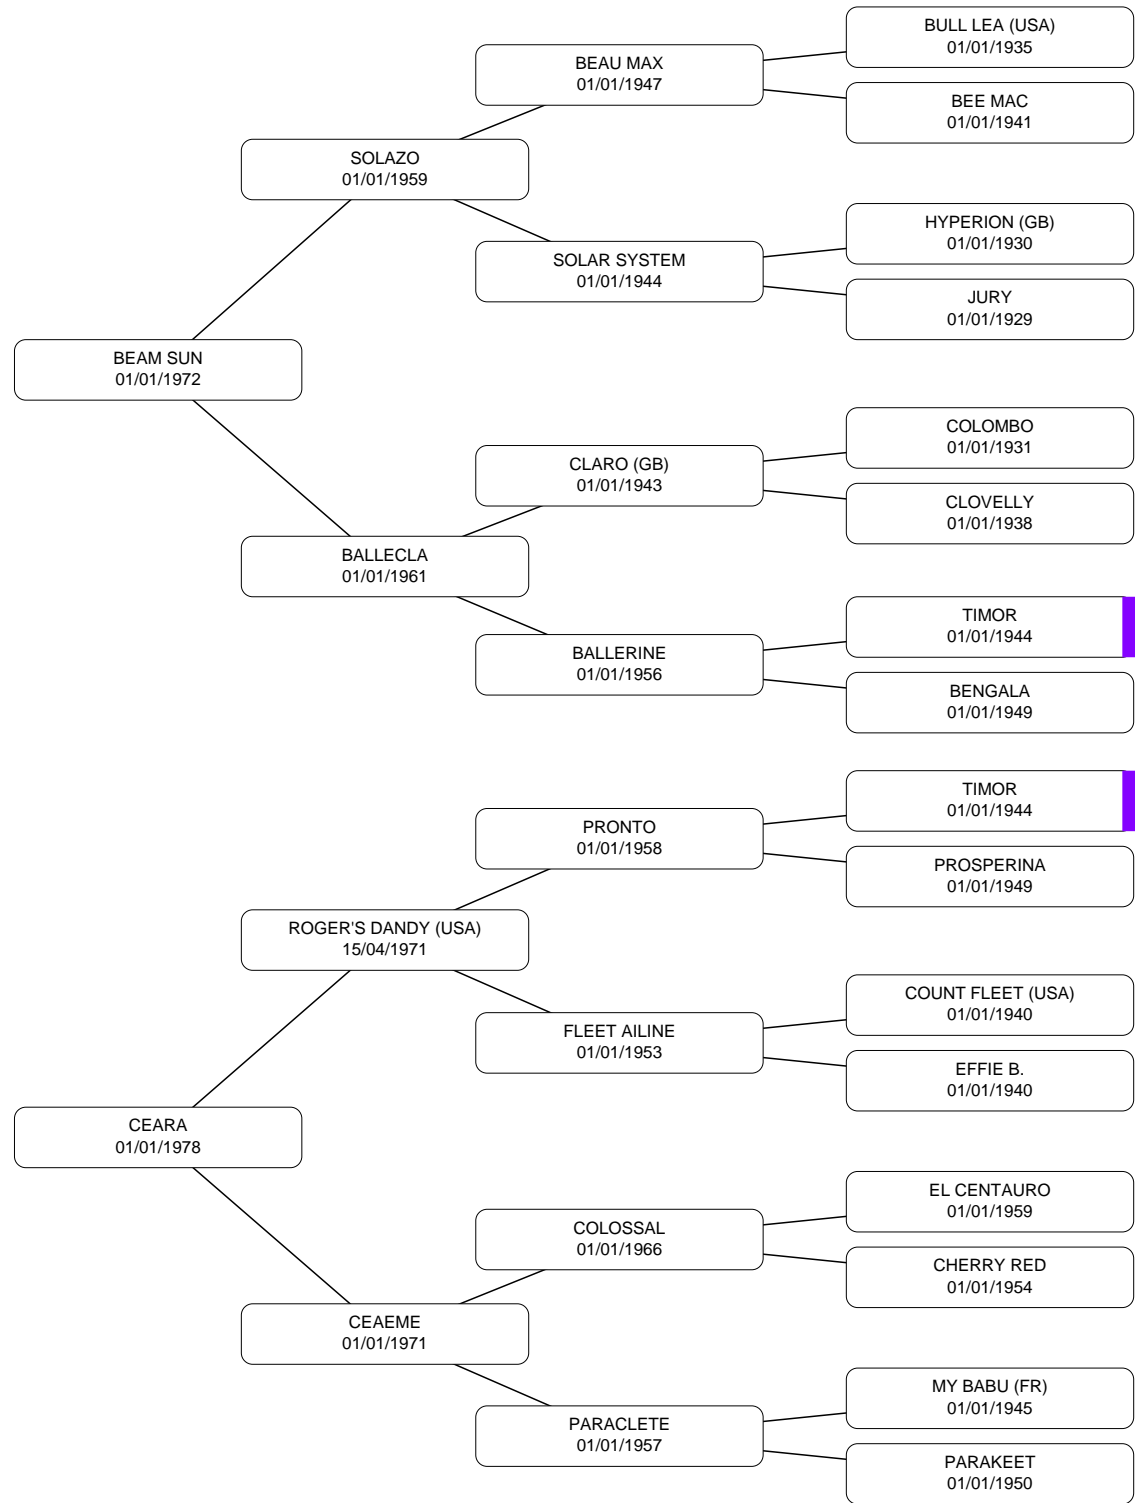 BULL LEA (USA)
01/01/1935
BEAU MAX
01/01/1947
BEE MAC
01/01/1941
SOLAZO
01/01/1959
HYPERION (GB)
01/01/1930
SOLAR SYSTEM
01/01/1944
JURY
01/01/1929
BEAM SUN
01/01/1972
COLOMBO
01/01/1931
CLARO (GB)
01/01/1943
CLOVELLY
01/01/1938
BALLECLA
01/01/1961
TIMOR
01/01/1944
BALLERINE
01/01/1956
BENGALA
01/01/1949
TIMOR
01/01/1944
PRONTO
01/01/1958
PROSPERINA
01/01/1949
ROGER'S DANDY (USA)
15/04/1971
COUNT FLEET (USA)
01/01/1940
FLEET AILINE
01/01/1953
EFFIE B.
01/01/1940
CEARA
01/01/1978
EL CENTAURO
01/01/1959
COLOSSAL
01/01/1966
CHERRY RED
01/01/1954
CEAEME
01/01/1971
MY BABU (FR)
01/01/1945
PARACLETE
01/01/1957
PARAKEET
01/01/1950